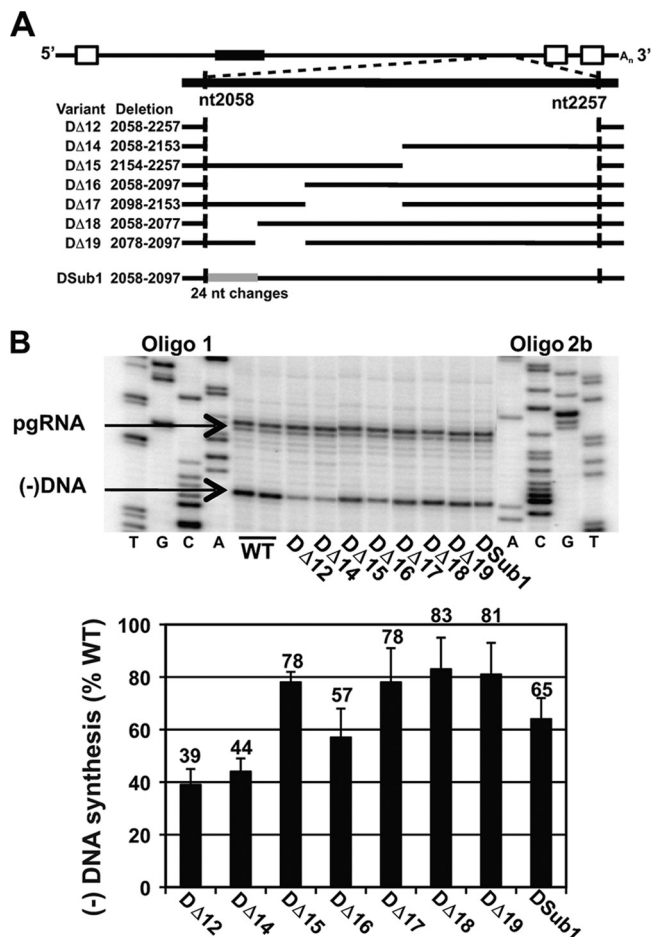 A
5’ Aₙ 3’
nt2058 nt2257
Variant Deletion
DΔ12 2058-2257
DΔ14 2058-2153
DΔ15 2154-2257
DΔ16 2058-2097
DΔ17 2098-2153
DΔ18 2058-2077
DΔ19 2078-2097
DSub1 2058-2097
24 nt changes
B
Oligo 1 Oligo 2b
pgRNA
(-)DNA
T G C A WT DΔ12 DΔ14 DΔ15 DΔ16 DΔ17 DΔ18 DΔ19 DSub1 A C G T
(-) DNA synthesis (% WT)
100
80
60
40
20
0
39 44 78 57 78 83 81 65
DΔ12 DΔ14 DΔ15 DΔ16 DΔ17 DΔ18 DΔ19 DSub1